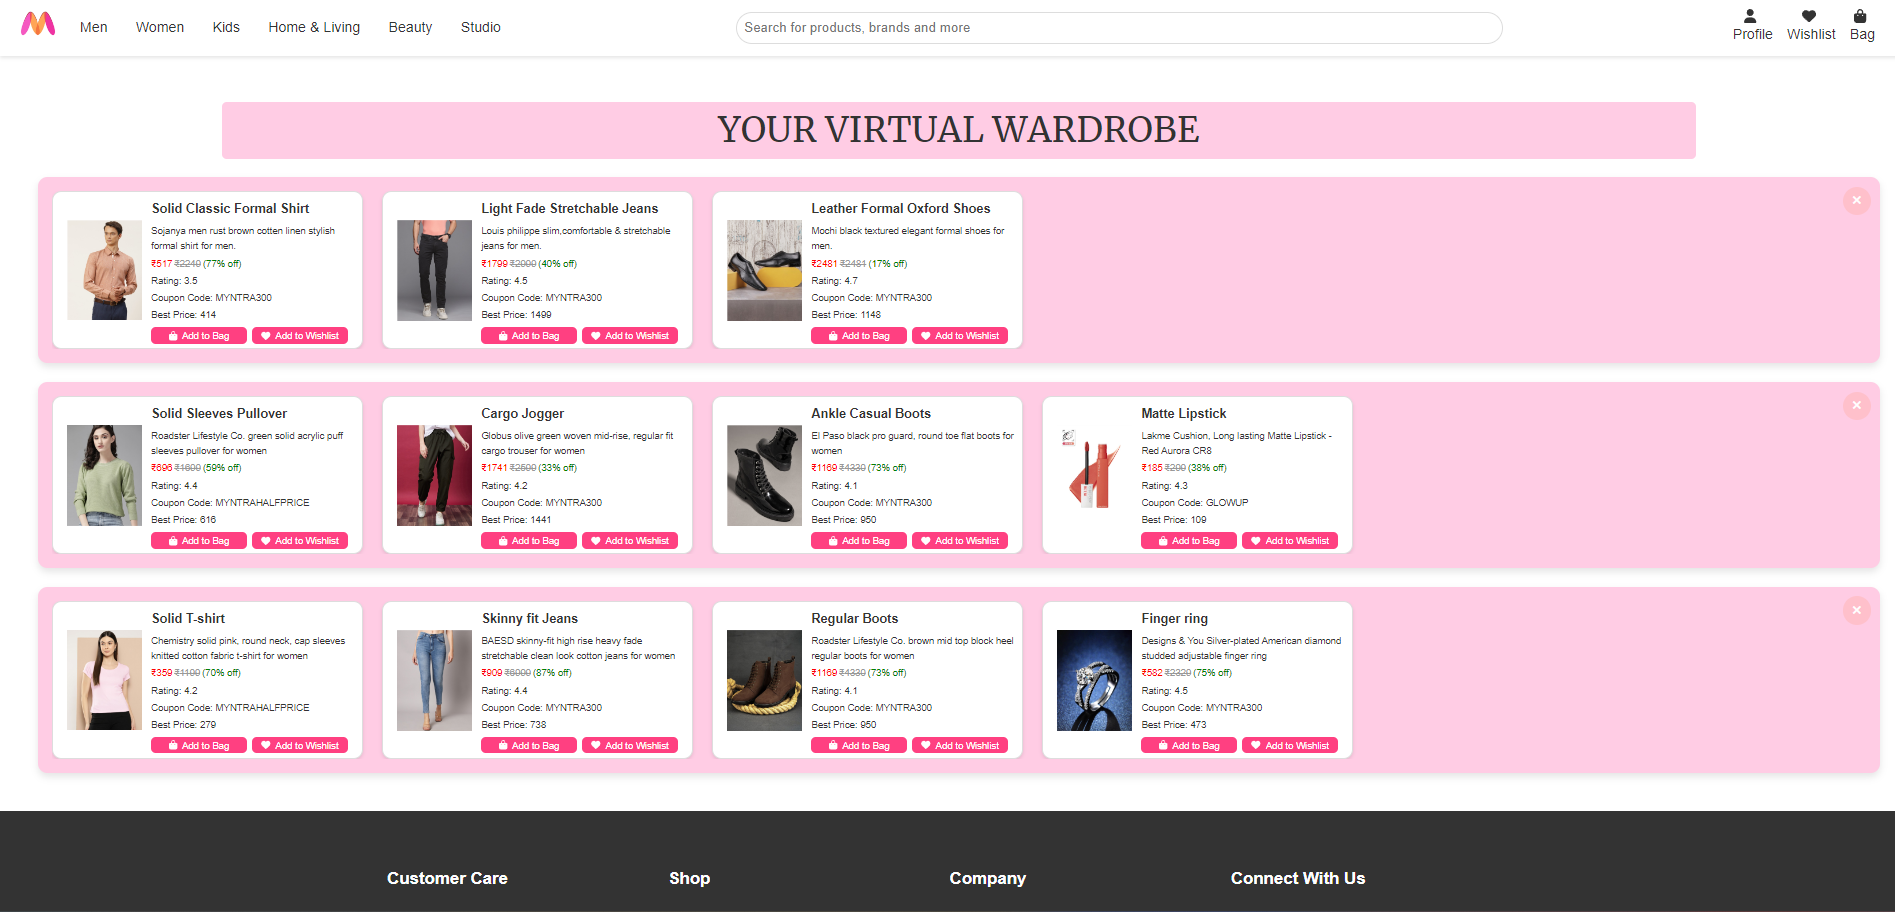 Men Women Kids Home & Living Beauty Studio Search for products, brands and more Profile Wishlist Bag
YOUR VIRTUAL WARDROBE
Solid Classic Formal Shirt
Sojanya men rust brown cotten linen stylish
formal shirt for men.
₹517 ₹2249 (77% off)
Rating: 3.5
Coupon Code: MYNTRA300
Best Price: 414
Add to Bag Add to Wishlist
Light Fade Stretchable Jeans
Louis philippe slim,comfortable & stretchable
jeans for men.
₹1799 ₹2999 (40% off)
Rating: 4.5
Coupon Code: MYNTRA300
Best Price: 1499
Add to Bag Add to Wishlist
Leather Formal Oxford Shoes
Mochi black textured elegant formal shoes for
men.
₹2481 ₹2481 (17% off)
Rating: 4.7
Coupon Code: MYNTRA300
Best Price: 1148
Add to Bag Add to Wishlist
Solid Sleeves Pullover
Roadster Lifestyle Co. green solid acrylic puff
sleeves pullover for women
₹696 ₹1699 (59% off)
Rating: 4.4
Coupon Code: MYNTRAHALFPRICE
Best Price: 616
Add to Bag Add to Wishlist
Cargo Jogger
Globus olive green woven mid-rise, regular fit
cargo trouser for women
₹1741 ₹2599 (33% off)
Rating: 4.2
Coupon Code: MYNTRA300
Best Price: 1441
Add to Bag Add to Wishlist
Ankle Casual Boots
El Paso black pro guard, round toe flat boots for
women
₹1169 ₹4330 (73% off)
Rating: 4.1
Coupon Code: MYNTRA300
Best Price: 950
Add to Bag Add to Wishlist
Matte Lipstick
Lakme Cushion, Long lasting Matte Lipstick -
Red Aurora CR8
₹185 ₹299 (38% off)
Rating: 4.3
Coupon Code: GLOWUP
Best Price: 109
Add to Bag Add to Wishlist
Solid T-shirt
Chemistry solid pink, round neck, cap sleeves
knitted cotton fabric t-shirt for women
₹359 ₹1199 (70% off)
Rating: 4.2
Coupon Code: MYNTRAHALFPRICE
Best Price: 279
Add to Bag Add to Wishlist
Skinny fit Jeans
BAESD skinny-fit high rise heavy fade
stretchable clean look cotton jeans for women
₹909 ₹6999 (87% off)
Rating: 4.4
Coupon Code: MYNTRA300
Best Price: 738
Add to Bag Add to Wishlist
Regular Boots
Roadster Lifestyle Co. brown mid top block heel
regular boots for women
₹1169 ₹4330 (73% off)
Rating: 4.1
Coupon Code: MYNTRA300
Best Price: 950
Add to Bag Add to Wishlist
Finger ring
Designs & You Silver-plated American diamond
studded adjustable finger ring
₹582 ₹2329 (75% off)
Rating: 4.5
Coupon Code: MYNTRA300
Best Price: 473
Add to Bag Add to Wishlist
Customer Care Shop Company Connect With Us